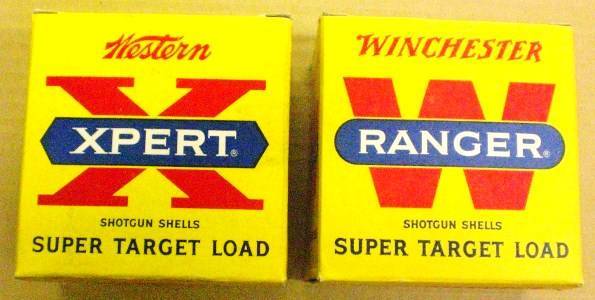 Western
X
XPERT®
SHOTGUN SHELLS
SUPER TARGET LOAD
WINCHESTER
W
RANGER®
SHOTGUN SHELLS
SUPER TARGET LOAD